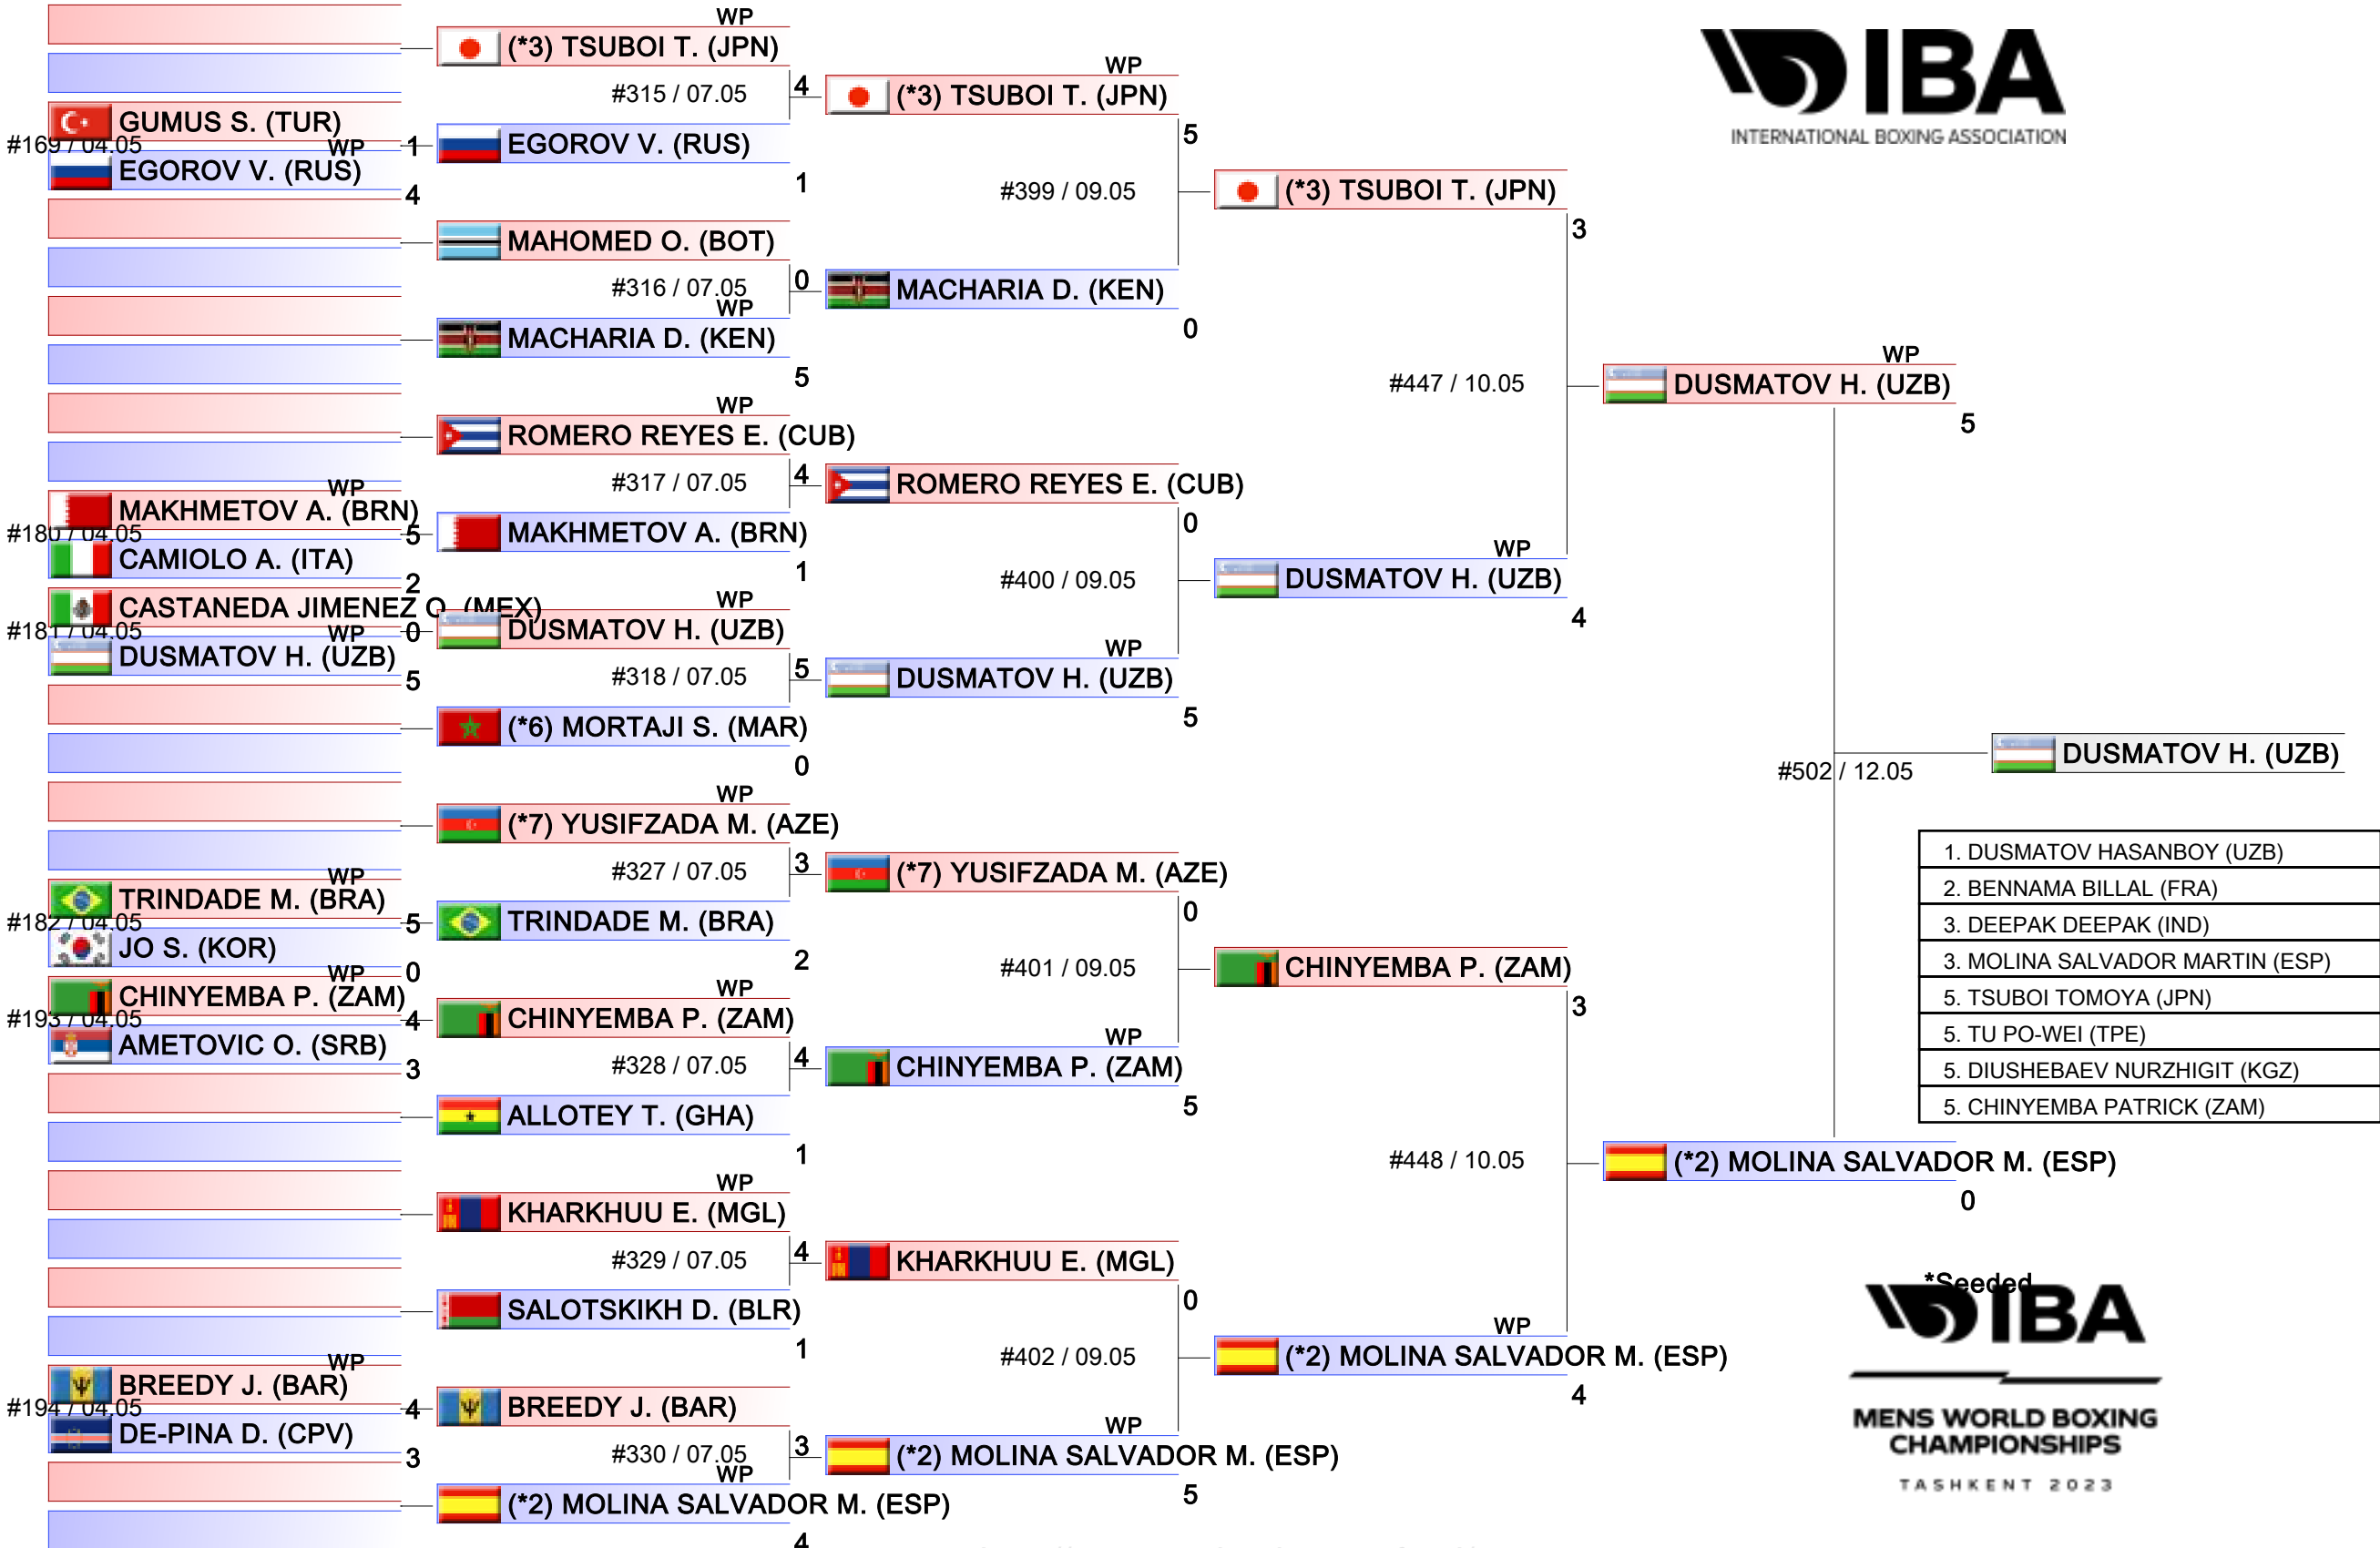 WP
(*3) TSUBOI T. (JPN)
4
#315 / 07.05
GUMUS S. (TUR)
1
#169 / 04.05
WP
EGOROV V. (RUS)
4
EGOROV V. (RUS)
1
WP
(*3) TSUBOI T. (JPN)
5
#399 / 09.05
MAHOMED O. (BOT)
0
#316 / 07.05
WP
MACHARIA D. (KEN)
5
MACHARIA D. (KEN)
0
(*3) TSUBOI T. (JPN)
3
#447 / 10.05
WP
ROMERO REYES E. (CUB)
4
#317 / 07.05
WP
MAKHMETOV A. (BRN)
5
#180 / 04.05
CAMIOLO A. (ITA)
2
MAKHMETOV A. (BRN)
1
ROMERO REYES E. (CUB)
0
#400 / 09.05
CASTANEDA JIMENEZ O. (MEX)
0
#181 / 04.05
WP
DUSMATOV H. (UZB)
5
WP
DUSMATOV H. (UZB)
5
#318 / 07.05
(*6) MORTAJI S. (MAR)
0
WP
DUSMATOV H. (UZB)
5
WP
DUSMATOV H. (UZB)
4
WP
DUSMATOV H. (UZB)
5
#502 / 12.05
DUSMATOV H. (UZB)
WP
(*7) YUSIFZADA M. (AZE)
3
#327 / 07.05
WP
TRINDADE M. (BRA)
5
#182 / 04.05
JO S. (KOR)
0
TRINDADE M. (BRA)
2
(*7) YUSIFZADA M. (AZE)
0
#401 / 09.05
WP
CHINYEMBA P. (ZAM)
4
#193 / 04.05
AMETOVIC O. (SRB)
3
WP
CHINYEMBA P. (ZAM)
4
#328 / 07.05
ALLOTEY T. (GHA)
1
WP
CHINYEMBA P. (ZAM)
5
CHINYEMBA P. (ZAM)
3
#448 / 10.05
WP
KHARKHUU E. (MGL)
4
#329 / 07.05
SALOTSKIKH D. (BLR)
1
KHARKHUU E. (MGL)
0
#402 / 09.05
WP
BREEDY J. (BAR)
4
#194 / 04.05
DE-PINA D. (CPV)
3
BREEDY J. (BAR)
3
#330 / 07.05
WP
(*2) MOLINA SALVADOR M. (ESP)
4
WP
(*2) MOLINA SALVADOR M. (ESP)
5
WP
(*2) MOLINA SALVADOR M. (ESP)
4
(*2) MOLINA SALVADOR M. (ESP)
0
IBA
INTERNATIONAL BOXING ASSOCIATION
1. DUSMATOV HASANBOY (UZB)
2. BENNAMA BILLAL (FRA)
3. DEEPAK DEEPAK (IND)
3. MOLINA SALVADOR MARTIN (ESP)
5. TSUBOI TOMOYA (JPN)
5. TU PO-WEI (TPE)
5. DIUSHEBAEV NURZHIGIT (KGZ)
5. CHINYEMBA PATRICK (ZAM)
*Seeded
IBA
MENS WORLD BOXING
CHAMPIONSHIPS
TASHKENT 2023